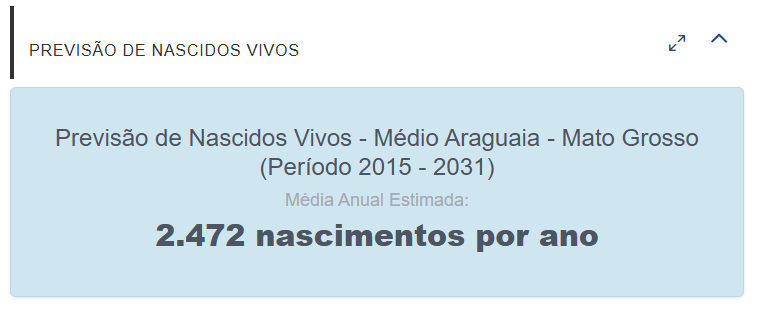 PREVISÃO DE NASCIDOS VIVOS
Previsão de Nascidos Vivos - Médio Araguaia - Mato Grosso
(Período 2015 - 2031)
Média Anual Estimada:
2.472 nascimentos por ano